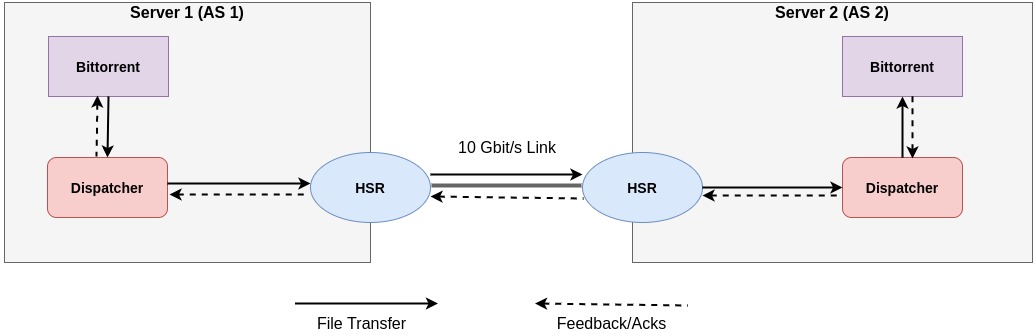 Server 1 (AS 1)
Server 2 (AS 2)
Bittorrent
Bittorrent
10 Gbit/s Link
Dispatcher
HSR
HSR
Dispatcher
File Transfer
Feedback/Acks